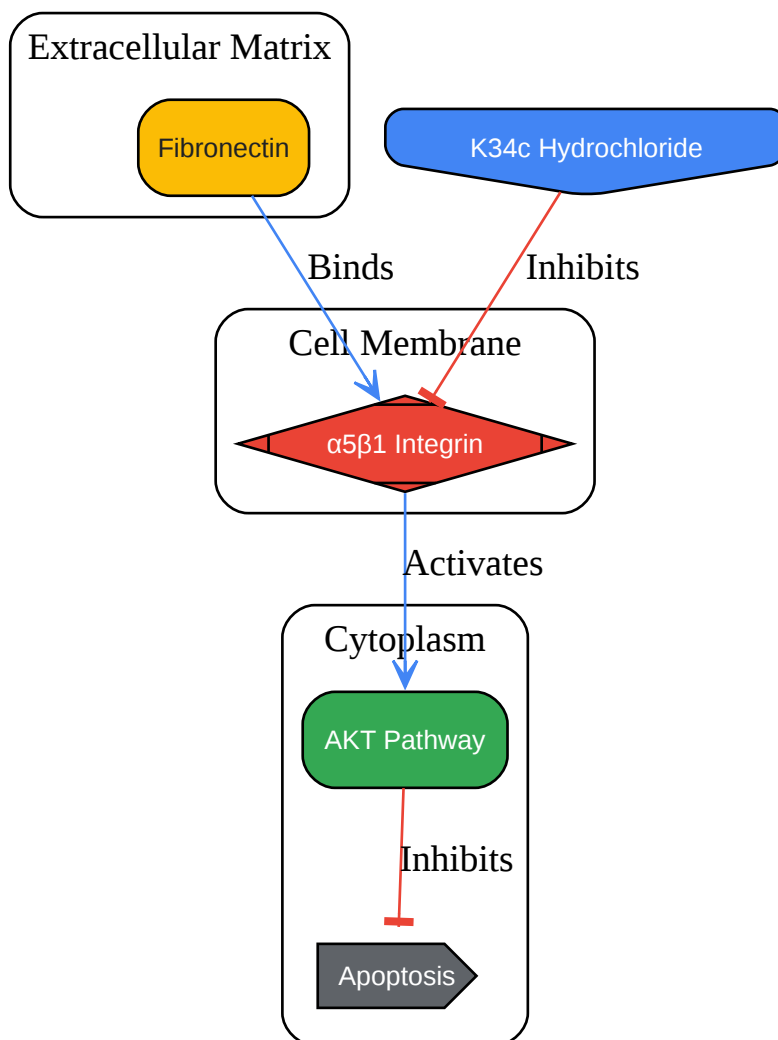 Extracellular Matrix
Fibronectin
K34c Hydrochloride
Binds
Inhibits
Cell Membrane
α5β1 Integrin
Activates
Cytoplasm
AKT Pathway
Inhibits
Apoptosis